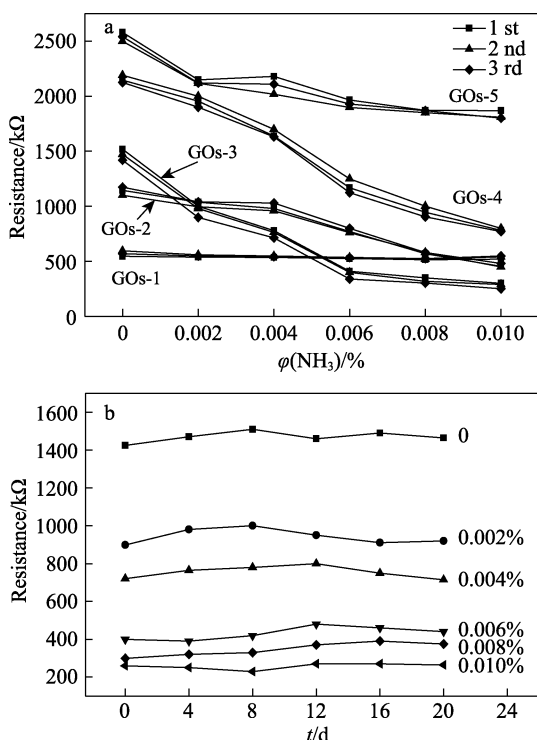 a
1 st
2 nd
3 rd
2500
2000
1500
1000
500
0
Resistance/kΩ
GOs-5
GOs-3
GOs-4
GOs-2
GOs-1
0 0.002 0.004 0.006 0.008 0.010
φ(NH₃)/%
b
1600
1400
1200
1000
800
600
400
200
Resistance/kΩ
0
0.002%
0.004%
0.006%
0.008%
0.010%
0 4 8 12 16 20 24
t/d